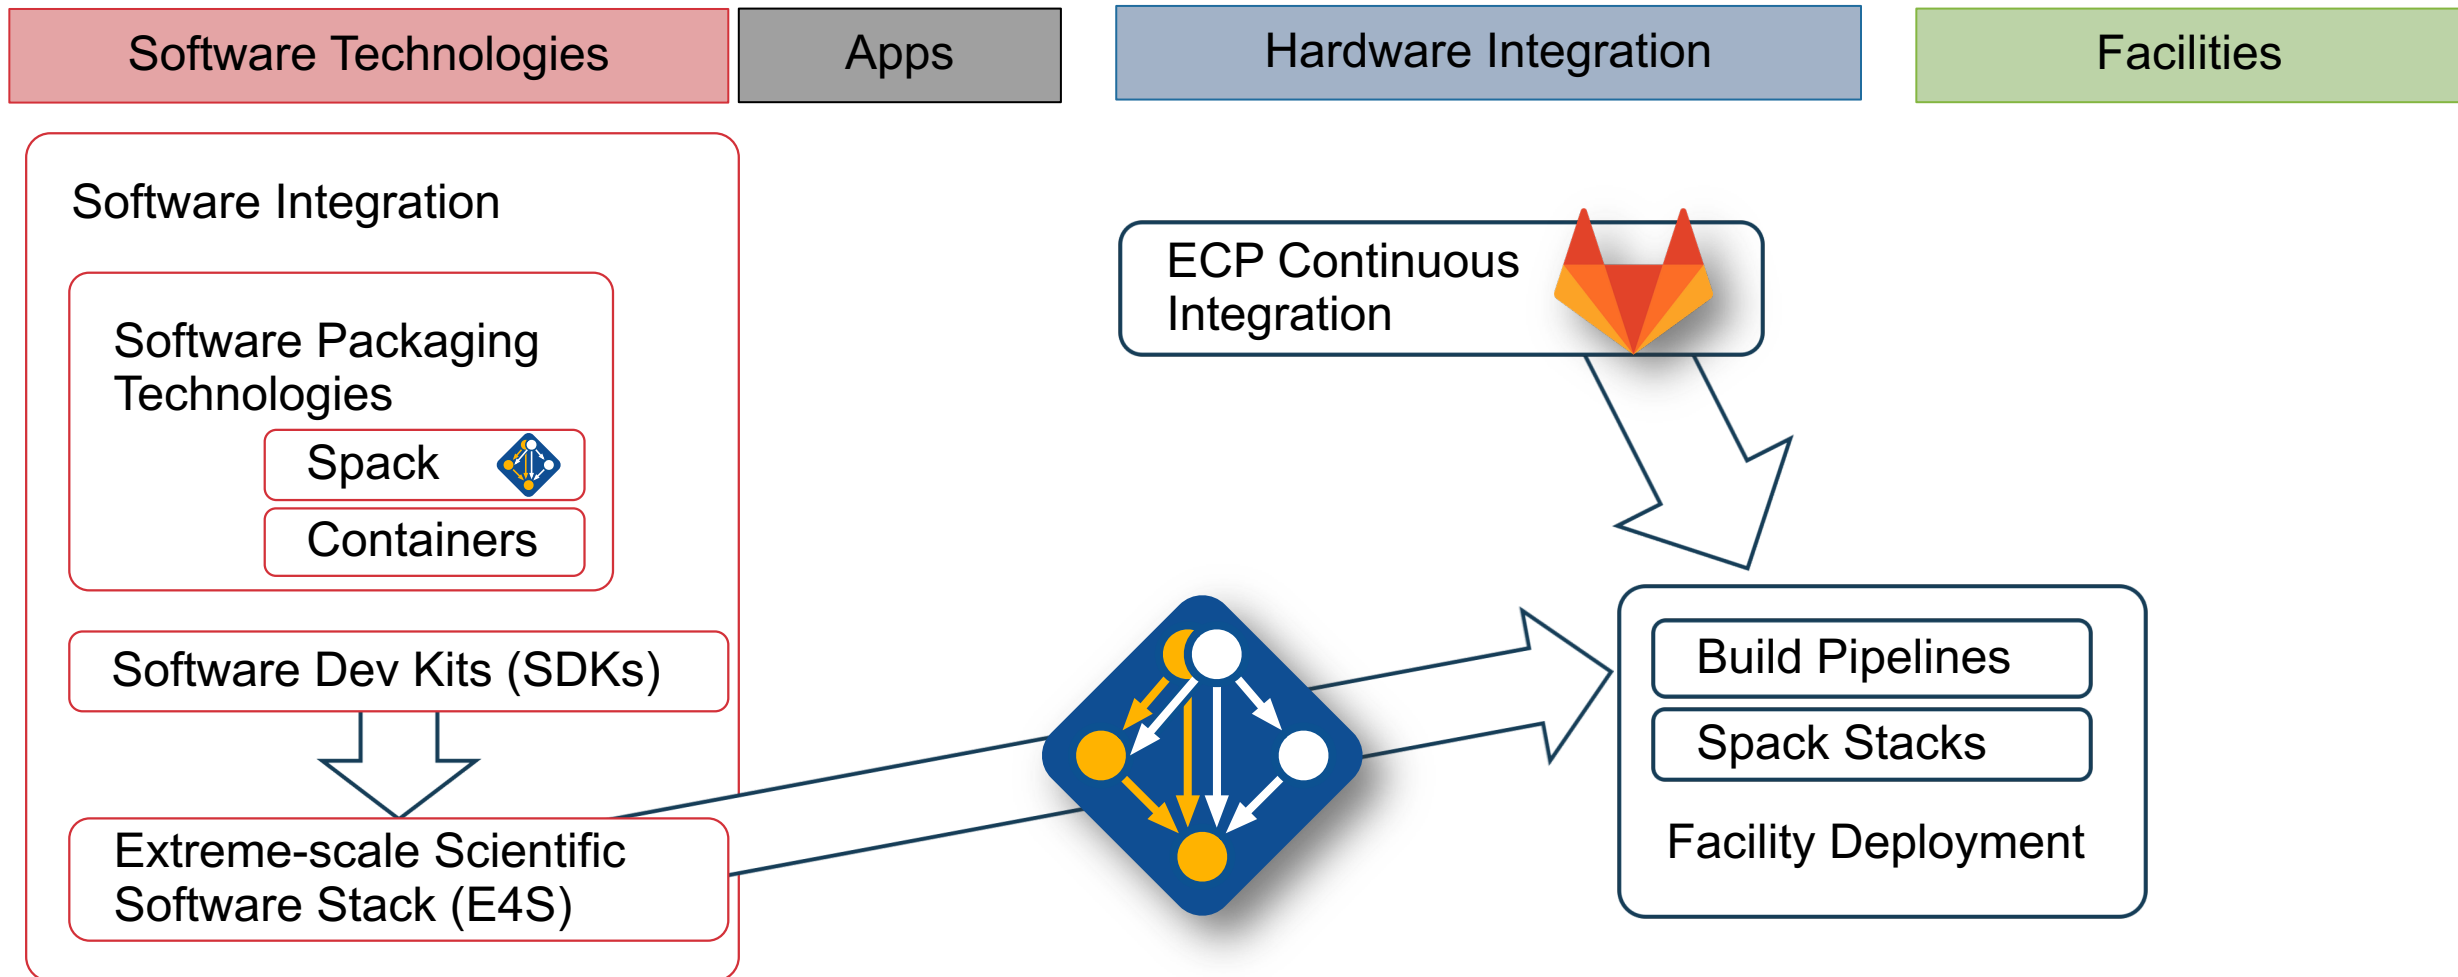 Software Technologies
Apps
Hardware Integration
Facilities
Software Integration
Software Packaging
Technologies
Spack
Containers
Software Dev Kits (SDKs)
Extreme-scale Scientific
Software Stack (E4S)
ECP Continuous
Integration
Build Pipelines
Spack Stacks
Facility Deployment